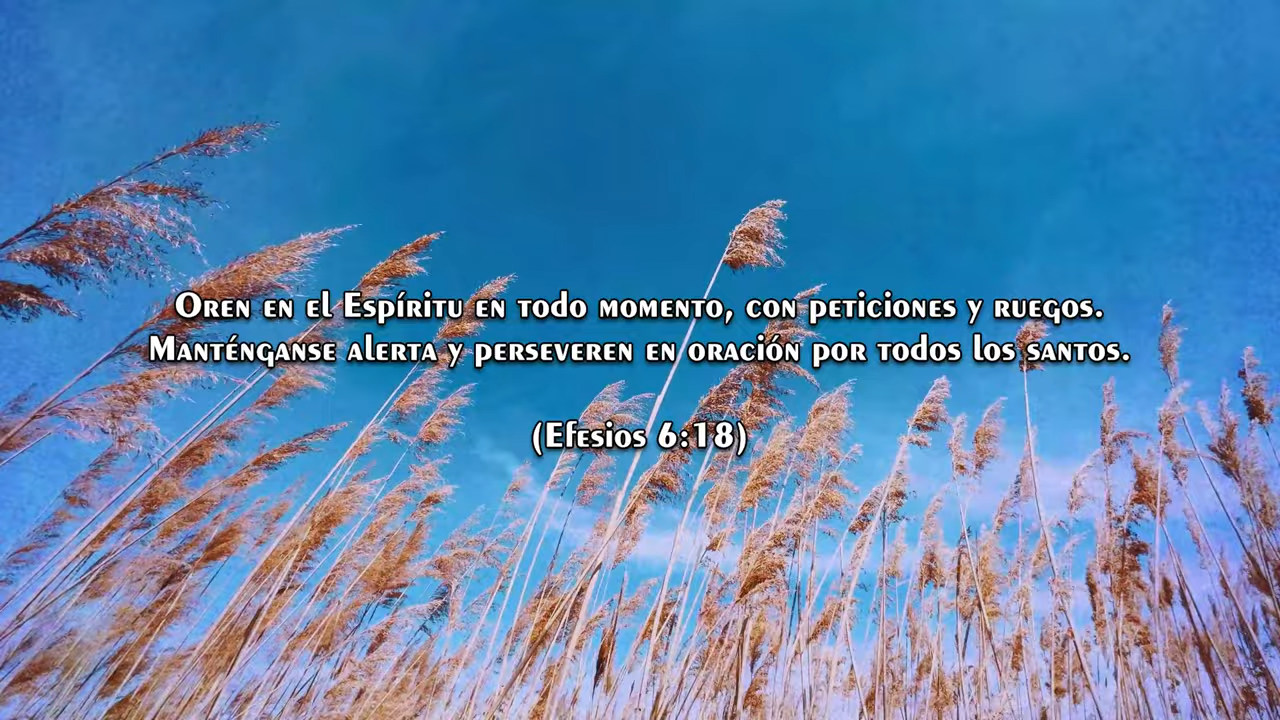 Oren en el Espíritu en todo momento, con peticiones y ruegos.
Manténganse alerta y perseveren en oración por todos los santos.
(Efesios 6:18)